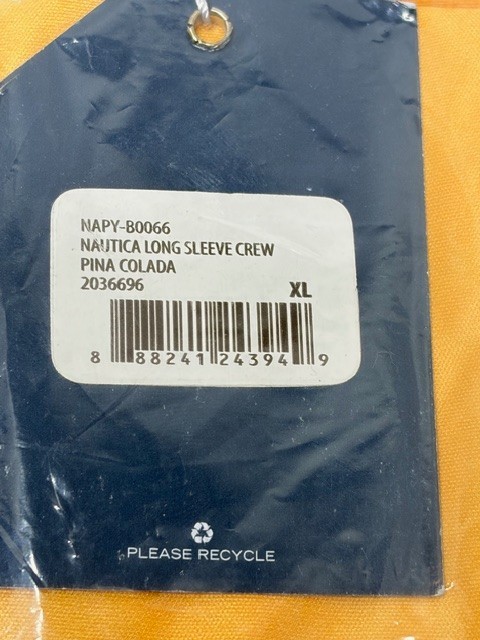 NAPY-B0066
NAUTICA LONG SLEEVE CREW
PINA COLADA
2036696 XL
8 88241 24394 9
PLEASE RECYCLE